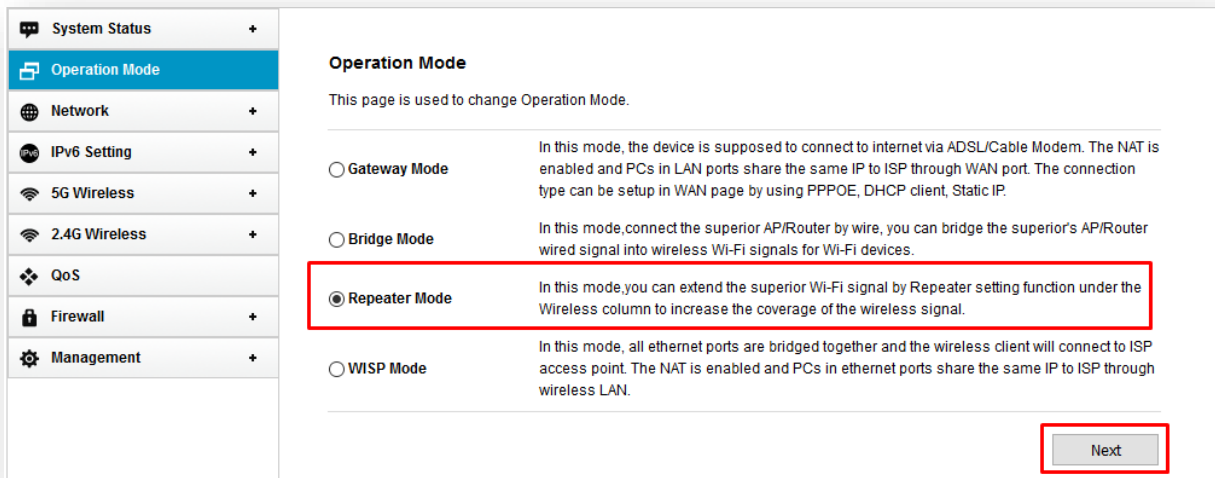 System Status +
Operation Mode
Network +
IPv6 IPv6 Setting +
5G Wireless +
2.4G Wireless +
QoS
Firewall +
Management +
Operation Mode
This page is used to change Operation Mode.
Gateway Mode
In this mode, the device is supposed to connect to internet via ADSL/Cable Modem. The NAT is
enabled and PCs in LAN ports share the same IP to ISP through WAN port. The connection
type can be setup in WAN page by using PPPOE, DHCP client, Static IP.
Bridge Mode
In this mode,connect the superior AP/Router by wire, you can bridge the superior's AP/Router
wired signal into wireless Wi-Fi signals for Wi-Fi devices.
Repeater Mode
In this mode,you can extend the superior Wi-Fi signal by Repeater setting function under the
Wireless column to increase the coverage of the wireless signal.
WISP Mode
In this mode, all ethernet ports are bridged together and the wireless client will connect to ISP
access point. The NAT is enabled and PCs in ethernet ports share the same IP to ISP through
wireless LAN.
Next